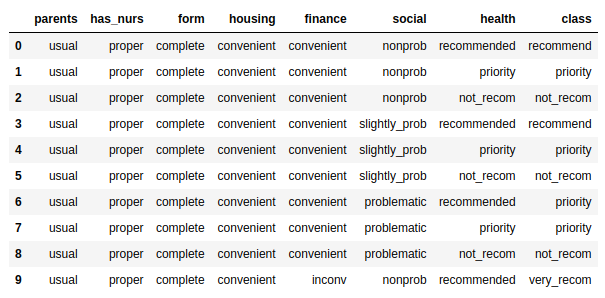 parents has_nurs form housing finance social health class
0 usual proper complete convenient convenient nonprob recommended recommend
1 usual proper complete convenient convenient nonprob priority priority
2 usual proper complete convenient convenient nonprob not_recom not_recom
3 usual proper complete convenient convenient slightly_prob recommended recommend
4 usual proper complete convenient convenient slightly_prob priority priority
5 usual proper complete convenient convenient slightly_prob not_recom not_recom
6 usual proper complete convenient convenient problematic recommended priority
7 usual proper complete convenient convenient problematic priority priority
8 usual proper complete convenient convenient problematic not_recom not_recom
9 usual proper complete convenient inconv nonprob recommended very_recom